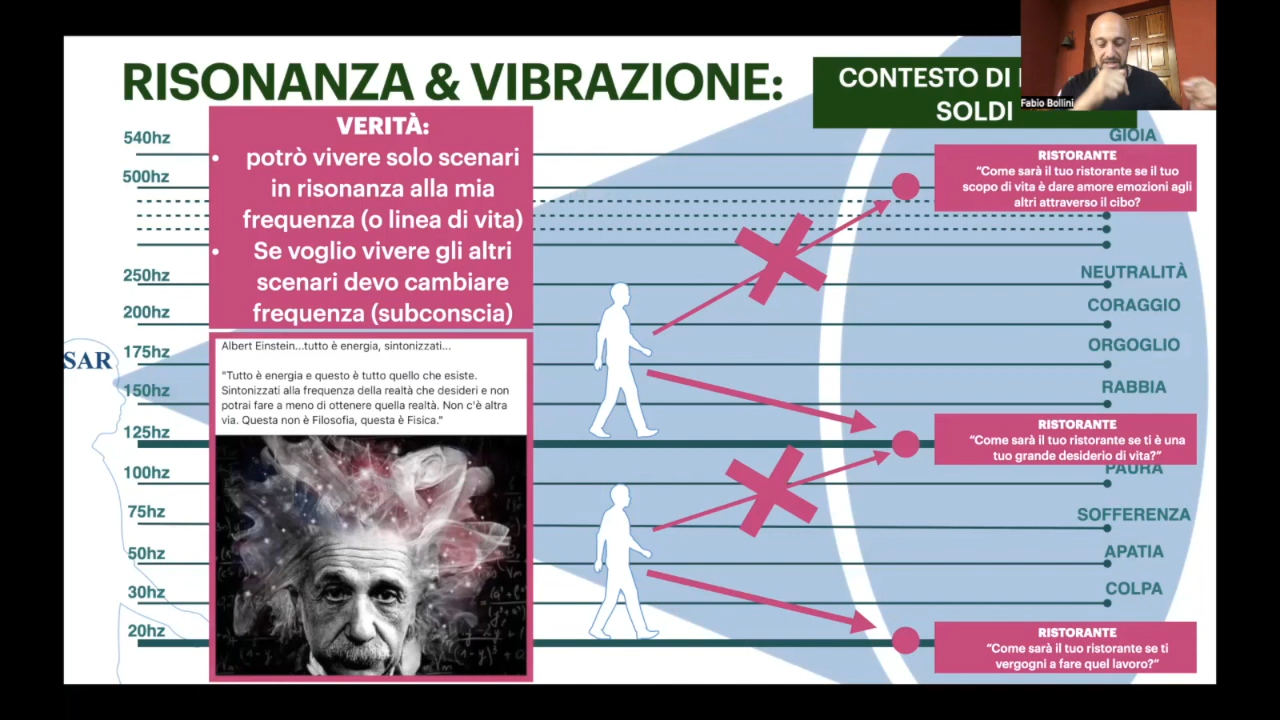 RISONANZA & VIBRAZIONE:
CONTESTO DI
SOLDI
Fabio Bollini
VERITÀ:
• potrò vivere solo scenari
in risonanza alla mia
frequenza (o linea di vita)
• Se voglio vivere gli altri
scenari devo cambiare
frequenza (subconscia)
Albert Einstein...tutto è energia, sintonizzati...
"Tutto è energia e questo è tutto quello che esiste.
Sintonizzati alla frequenza della realtà che desideri e non
potrai fare a meno di ottenere quella realtà. Non c'è altra
via. Questa non è Filosofia, questa è Fisica."
SAR
540hz
500hz
250hz
200hz
175hz
150hz
125hz
100hz
75hz
50hz
30hz
20hz
GIOIA
RISTORANTE
“Come sarà il tuo ristorante se il tuo
scopo di vita è dare amore emozioni agli
altri attraverso il cibo?
NEUTRALITÀ
CORAGGIO
ORGOGLIO
RABBIA
RISTORANTE
“Come sarà il tuo ristorante se ti è una
tuo grande desiderio di vita?”
PAURA
SOFFERENZA
APATIA
COLPA
RISTORANTE
“Come sarà il tuo ristorante se ti
vergogni a fare quel lavoro?”